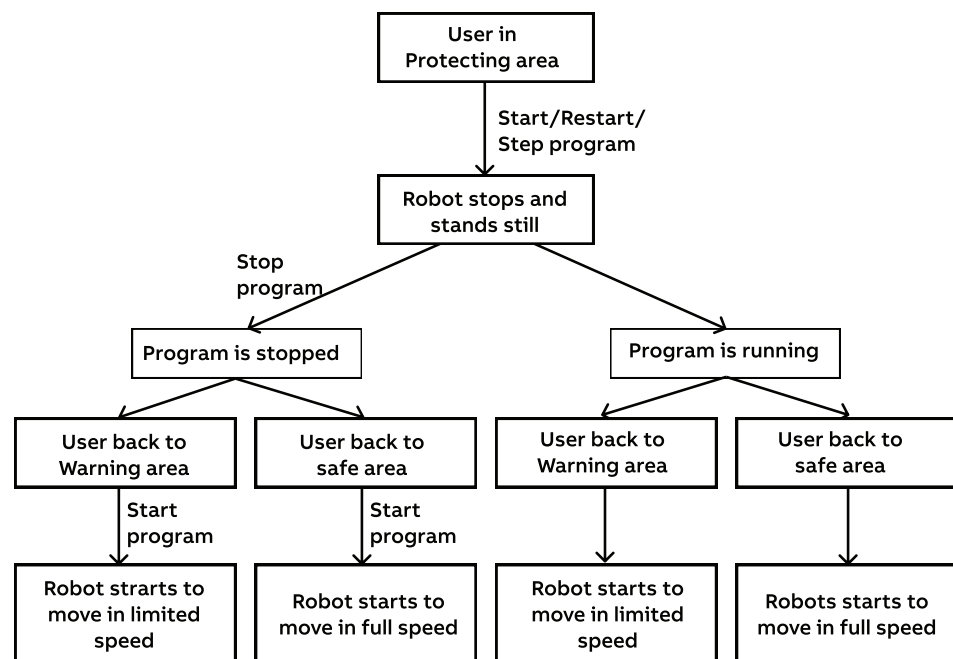 User in
Protecting area
Start/Restart/
Step program
Robot stops and
stands still
Stop
program
Program is stopped
Program is running
User back to
Warning area
User back to
safe area
User back to
Warning area
User back to
safe area
Start
program
Start
program
Robot strarts to
move in limited
speed
Robot starts to
move in full speed
Robot starts to
move in limited
speed
Robots starts to
move in full speed